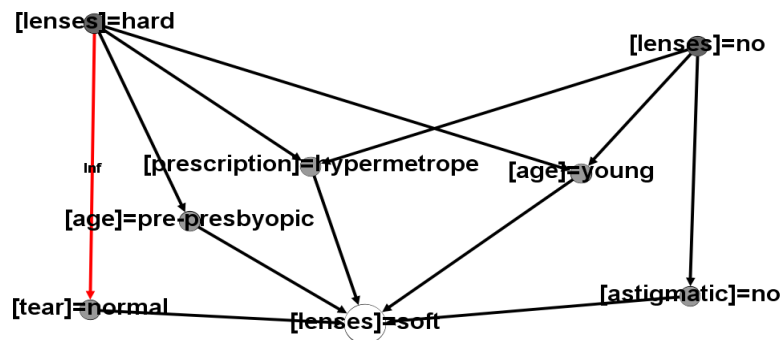 [lenses]=hard
[lenses]=no
Inf
[prescription]=hypermetrope
[age]=young
[age]=pre-presbyopic
[tear]=normal
[lenses]=soft
[astigmatic]=no